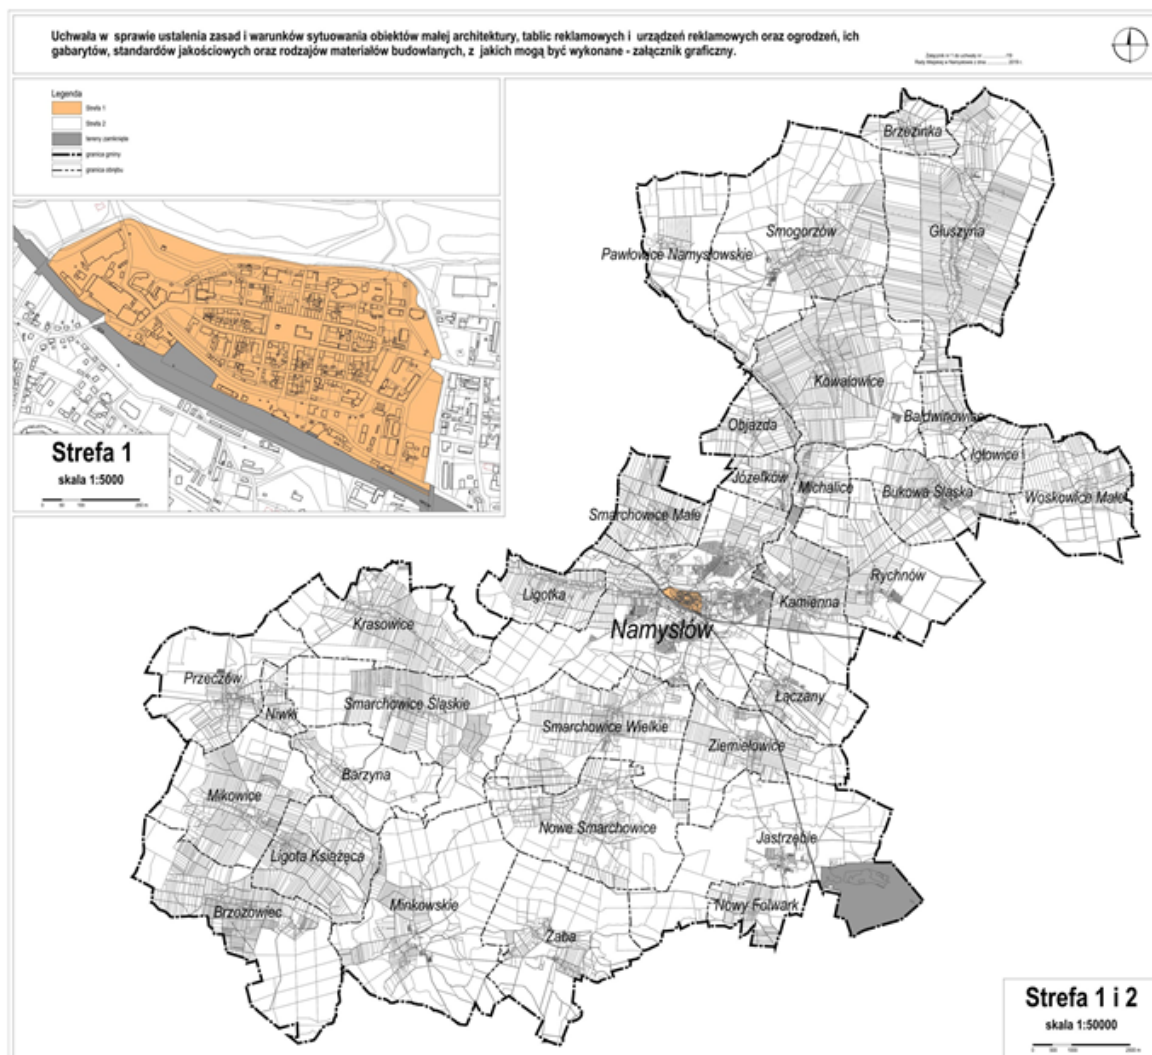 Uchwała w sprawie ustalenia zasad i warunków sytuowania obiektów małej architektury, tablic reklamowych i urządzeń reklamowych oraz ogrodzeń, ich
gabarytów, standardów jakościowych oraz rodzajów materiałów budowlanych, z jakich mogą być wykonane - załącznik graficzny.
Legenda
Strefa 1
Strefa 2
tereny zamknięte
granica gminy
granica obrębu
Strefa 1
skala 1:5000
Brzezinka
Smogorzów
Głuszyna
Pawłowice Namysłowskie
Kowalowice
Objazda
Bałdwinowice
Igłowice
Józefków
Michalice
Bukowa Śląska
Woskowice Małe
Smarchowice Małe
Ligotka
Rychnów
Kamienna
Namysłów
Krasowice
Przeczów
Niwki
Smarchowice Śląskie
Łączany
Smarchowice Wielkie
Ziemiełowice
Barzyna
Mikowice
Nowe Smarchowice
Jastrzębie
Ligota Książęca
Brzozowiec
Minkowskie
Nowy Folwark
Żaba
Strefa 1 i 2
skala 1:50000